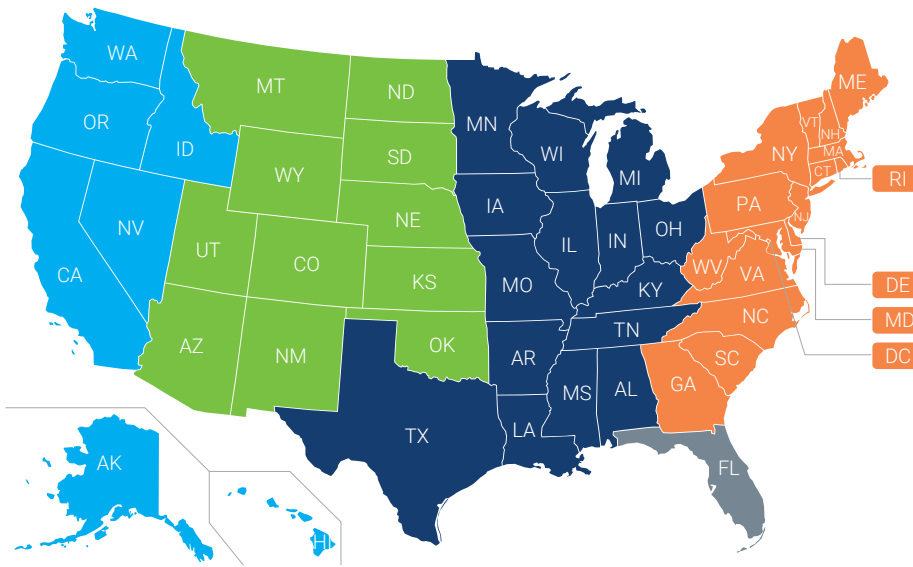 WA
MT
ND
MN
ME
OR
ID
SD
WI
MI
VT
NH
NY
MA
CT
RI
WY
NE
IA
PA
NJ
NV
UT
CO
KS
IL
IN
OH
WV
VA
DE
CA
MO
KY
MD
AZ
NM
OK
AR
TN
NC
DC
SC
MS
AL
GA
TX
LA
FL
AK
HI